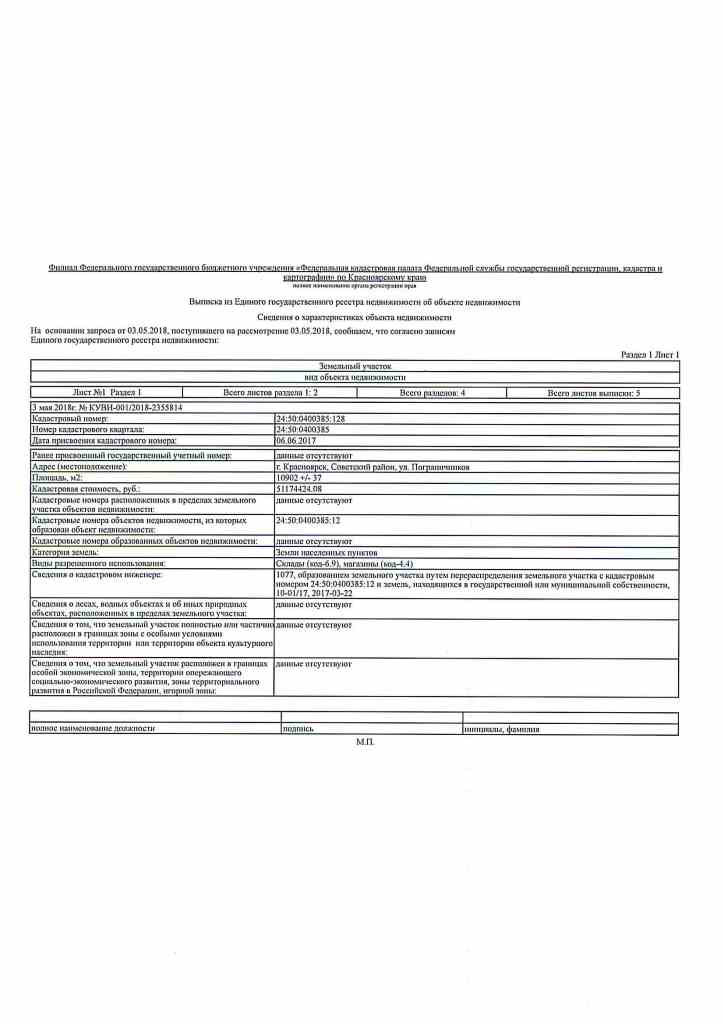 Филиал Федерального государственного бюджетного учреждения «Федеральная кадастровая палата Федеральной службы государственной регистрации, кадастра и
картографии» по Красноярскому краю
полное наименование органа регистрации прав
Выписка из Единого государственного реестра недвижимости об объекте недвижимости
Сведения о характеристиках объекта недвижимости
На основании запроса от 03.05.2018, поступившего на рассмотрение 03.05.2018, сообщаем, что согласно записям
Единого государственного реестра недвижимости:
Раздел 1 Лист 1
Земельный участок
вид объекта недвижимости
Лист №1 Раздел 1 Всего листов раздела 1: 2 Всего разделов: 4 Всего листов выписки: 5
3 мая 2018г. № КУВИ-001/2018-2355814
Кадастровый номер: 24:50:0400385:128
Номер кадастрового квартала: 24:50:0400385
Дата присвоения кадастрового номера: 06.06.2017
Ранее присвоенный государственный учетный номер: данные отсутствуют
Адрес (местоположение): г. Красноярск, Советский район, ул. Пограничников
Площадь, м2: 10902 +/- 37
Кадастровая стоимость, руб.: 51174424.08
Кадастровые номера расположенных в пределах земельного данные отсутствуют
участка объектов недвижимости:
Кадастровые номера объектов недвижимости, из которых 24:50:0400385:12
образован объект недвижимости:
Кадастровые номера образованных объектов недвижимости: данные отсутствуют
Категория земель: Земли населенных пунктов
Виды разрешенного использования: Склады (код-6.9), магазины (код-4.4)
Сведения о кадастровом инженере: 1077, образованием земельного участка путем перераспределения земельного участка с кадастровым
номером 24:50:0400385:12 и земель, находящихся в государственной или муниципальной собственности,
10-01/17, 2017-03-22
Сведения о лесах, водных объектах и об иных природных данные отсутствуют
объектах, расположенных в пределах земельного участка:
Сведения о том, что земельный участок полностью или частично данные отсутствуют
расположен в границах зоны с особыми условиями
использования территории или территории объекта культурного
наследия:
Сведения о том, что земельный участок расположен в границах данные отсутствуют
особой экономической зоны, территории опережающего
социально-экономического развития, зоны территориального
развития в Российской Федерации, игорной зоны:
полное наименование должности подпись инициалы, фамилия
М.П.